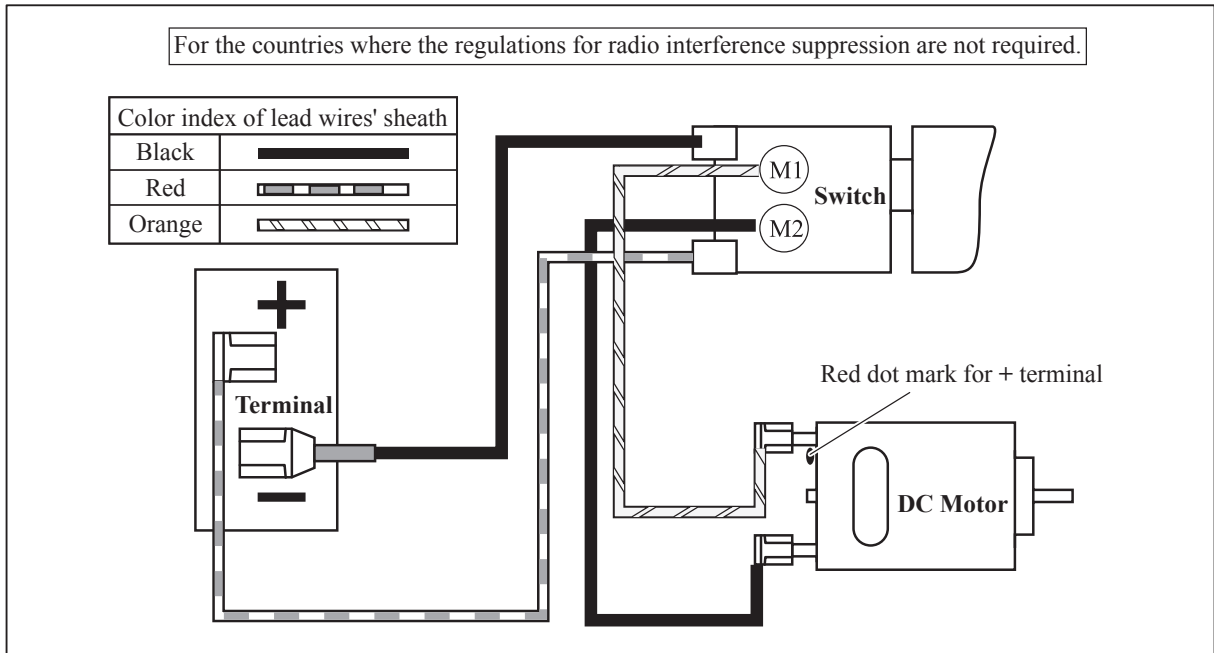 For the countries where the regulations for radio interference suppression are not required.
Color index of lead wires' sheath
Black
Red
Orange
M1
Switch
M2
+
Terminal
−
Red dot mark for + terminal
DC Motor